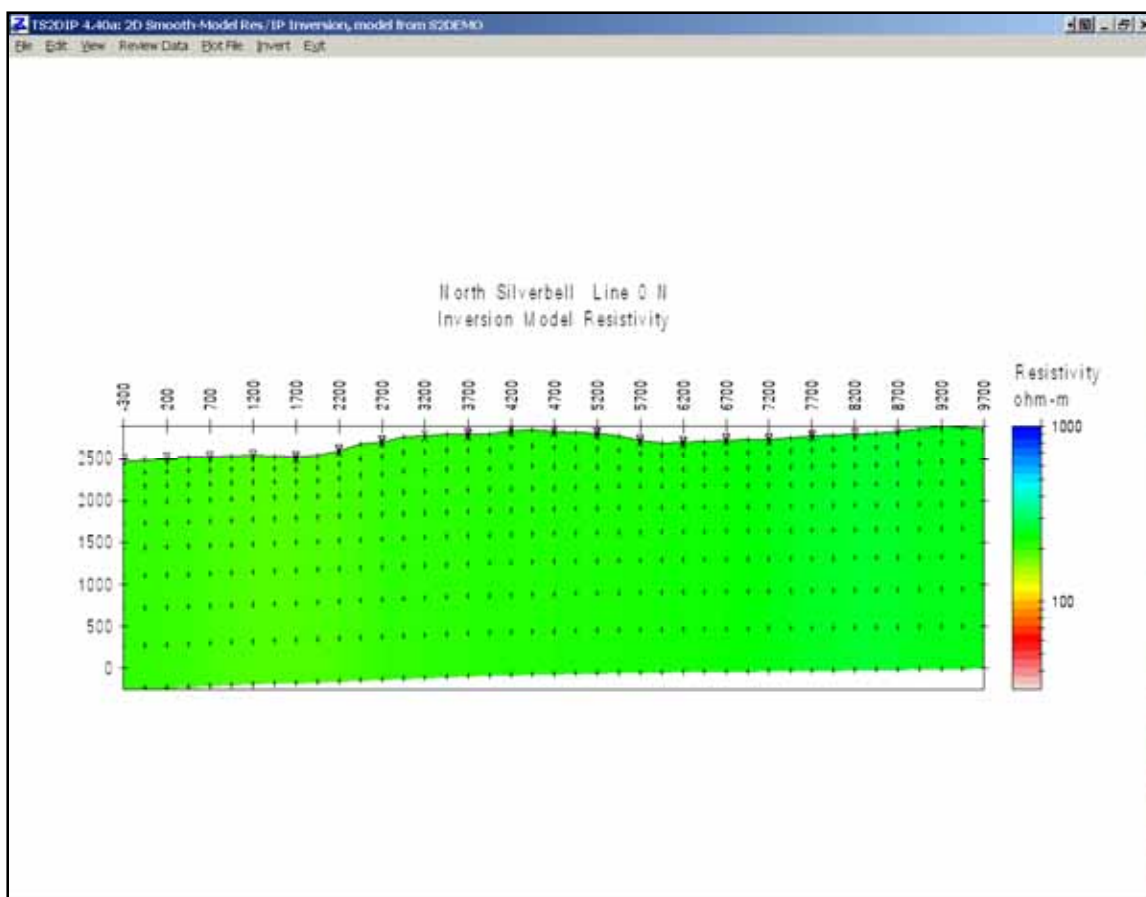 TS2DIP 4.40a: 2D Smooth-Model Res/IP Inversion, model from S2DEMO
File Edit View Review Data Plot File Invert Exit
North Silverbell Line 0 N
Inversion Model Resistivity
-300 200 700 1200 1700 2200 2700 3200 3700 4200 4700 5200 5700 6200 6700 7200 7700 8200 8700 9200 9700
Resistivity
ohm-m
1000
2500
2000
1500
1000
100
500
0